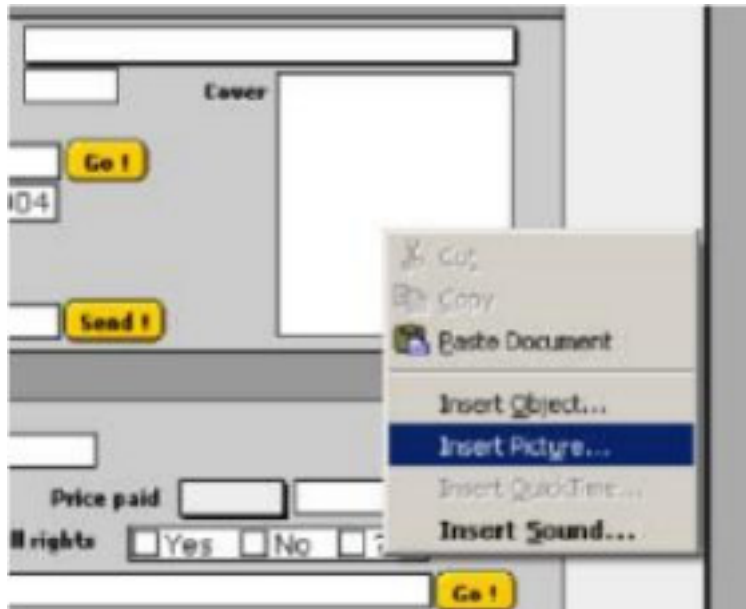 Cover
Go !
004
Send !
Cut
Copy
Paste Document
Insert Object...
Insert Picture...
Insert QuickTime...
Insert Sound...
Price paid
ll rights
Yes No ?
Go !